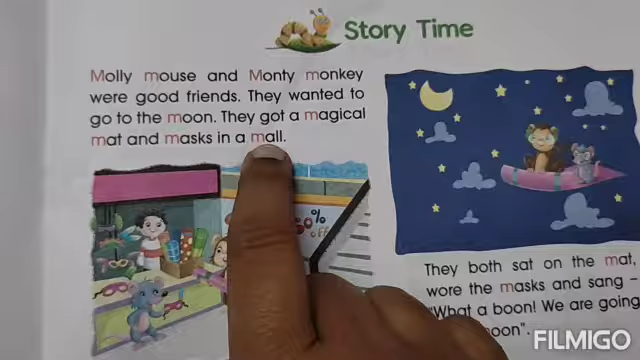 Story Time
Molly mouse and Monty monkey
were good friends. They wanted to
go to the moon. They got a magical
mat and masks in a mall.
%
off
They both sat on the mat,
wore the masks and sang –
"What a boon! We are going
FILMIGO